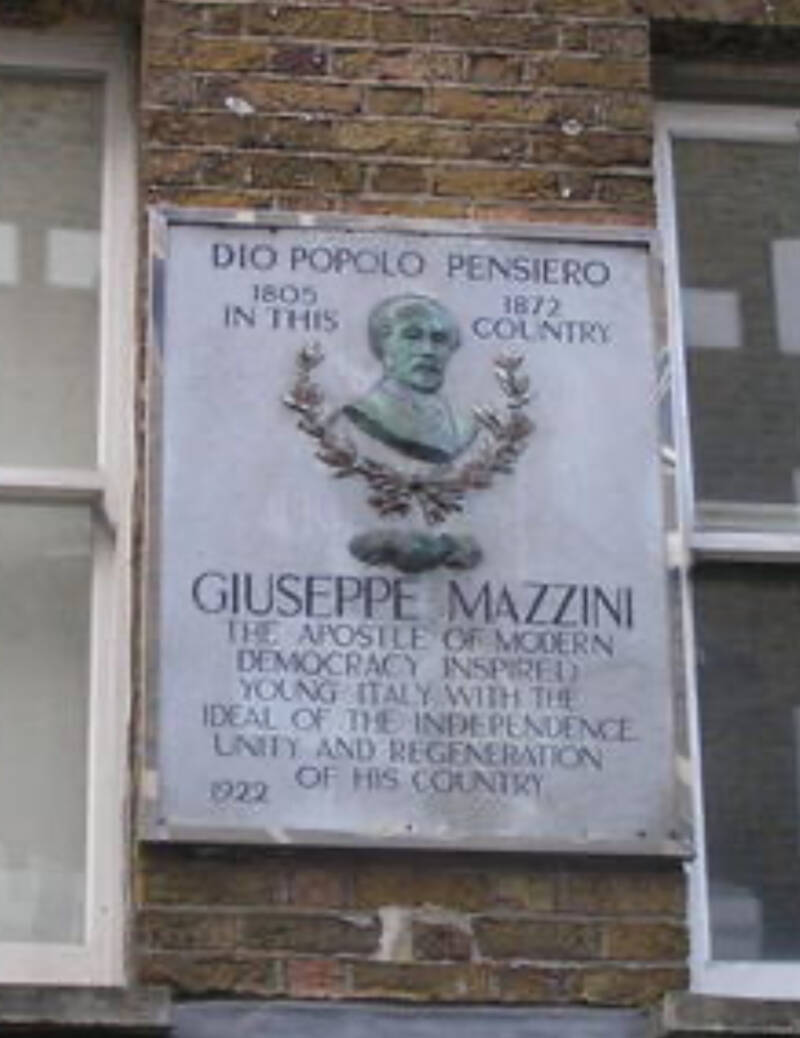 DIO POPOLO PENSIERO
1805 1872
IN THIS COUNTRY
GIUSEPPE MAZZINI
THE APOSTLE OF MODERN
DEMOCRACY INSPIRED
YOUNG ITALY WITH THE
IDEAL OF THE INDEPENDENCE
UNITY AND REGENERATION
OF HIS COUNTRY
1922